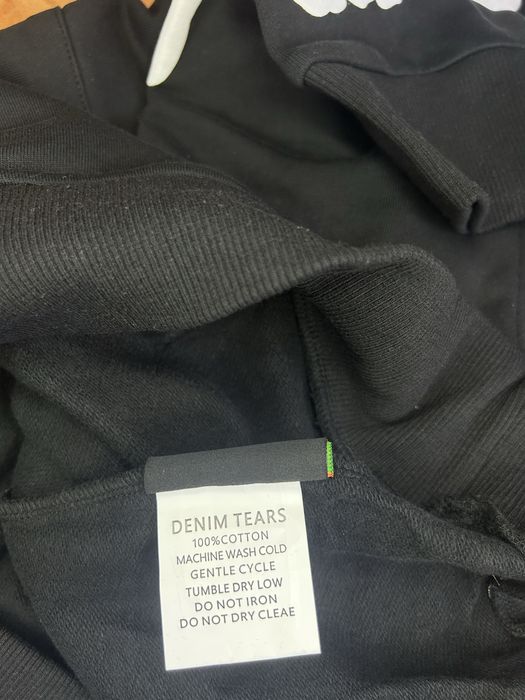 DENIM TEARS
100%COTTON
MACHINE WASH COLD
GENTLE CYCLE
TUMBLE DRY LOW
DO NOT IRON
DO NOT DRY CLEAE